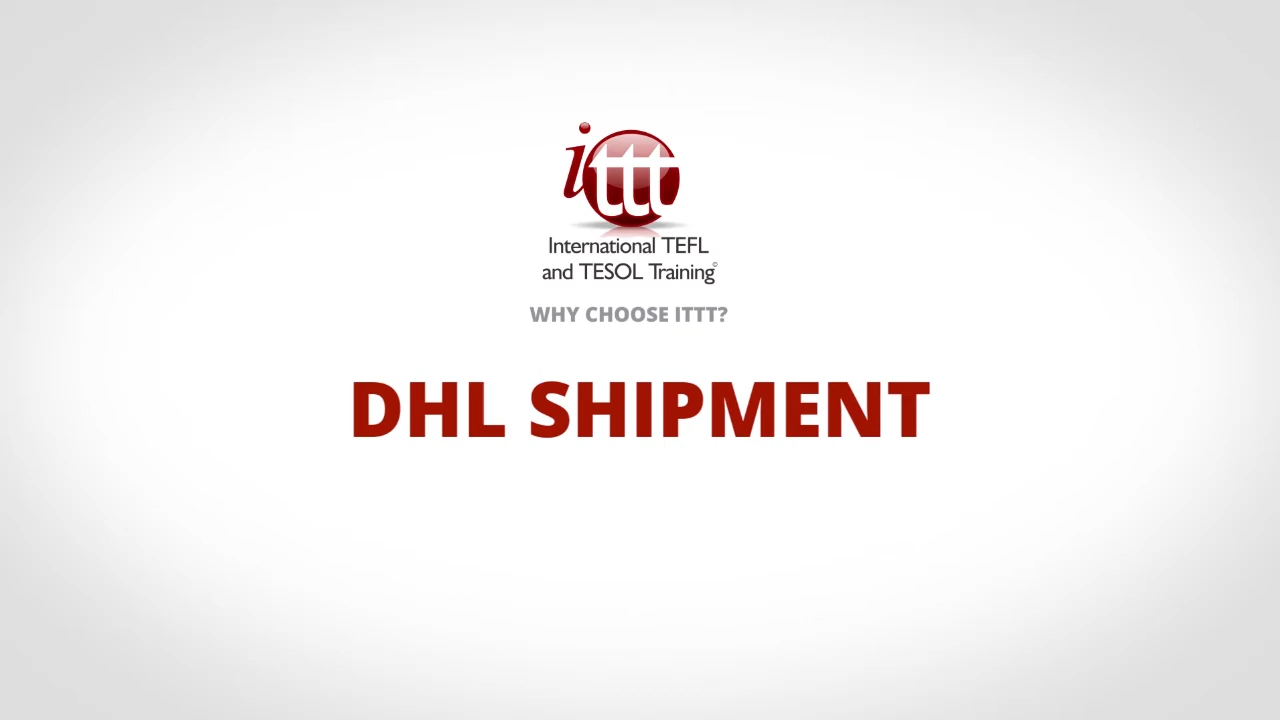 ittt
International TEFL
and TESOL Training©
WHY CHOOSE ITTT?
DHL SHIPMENT